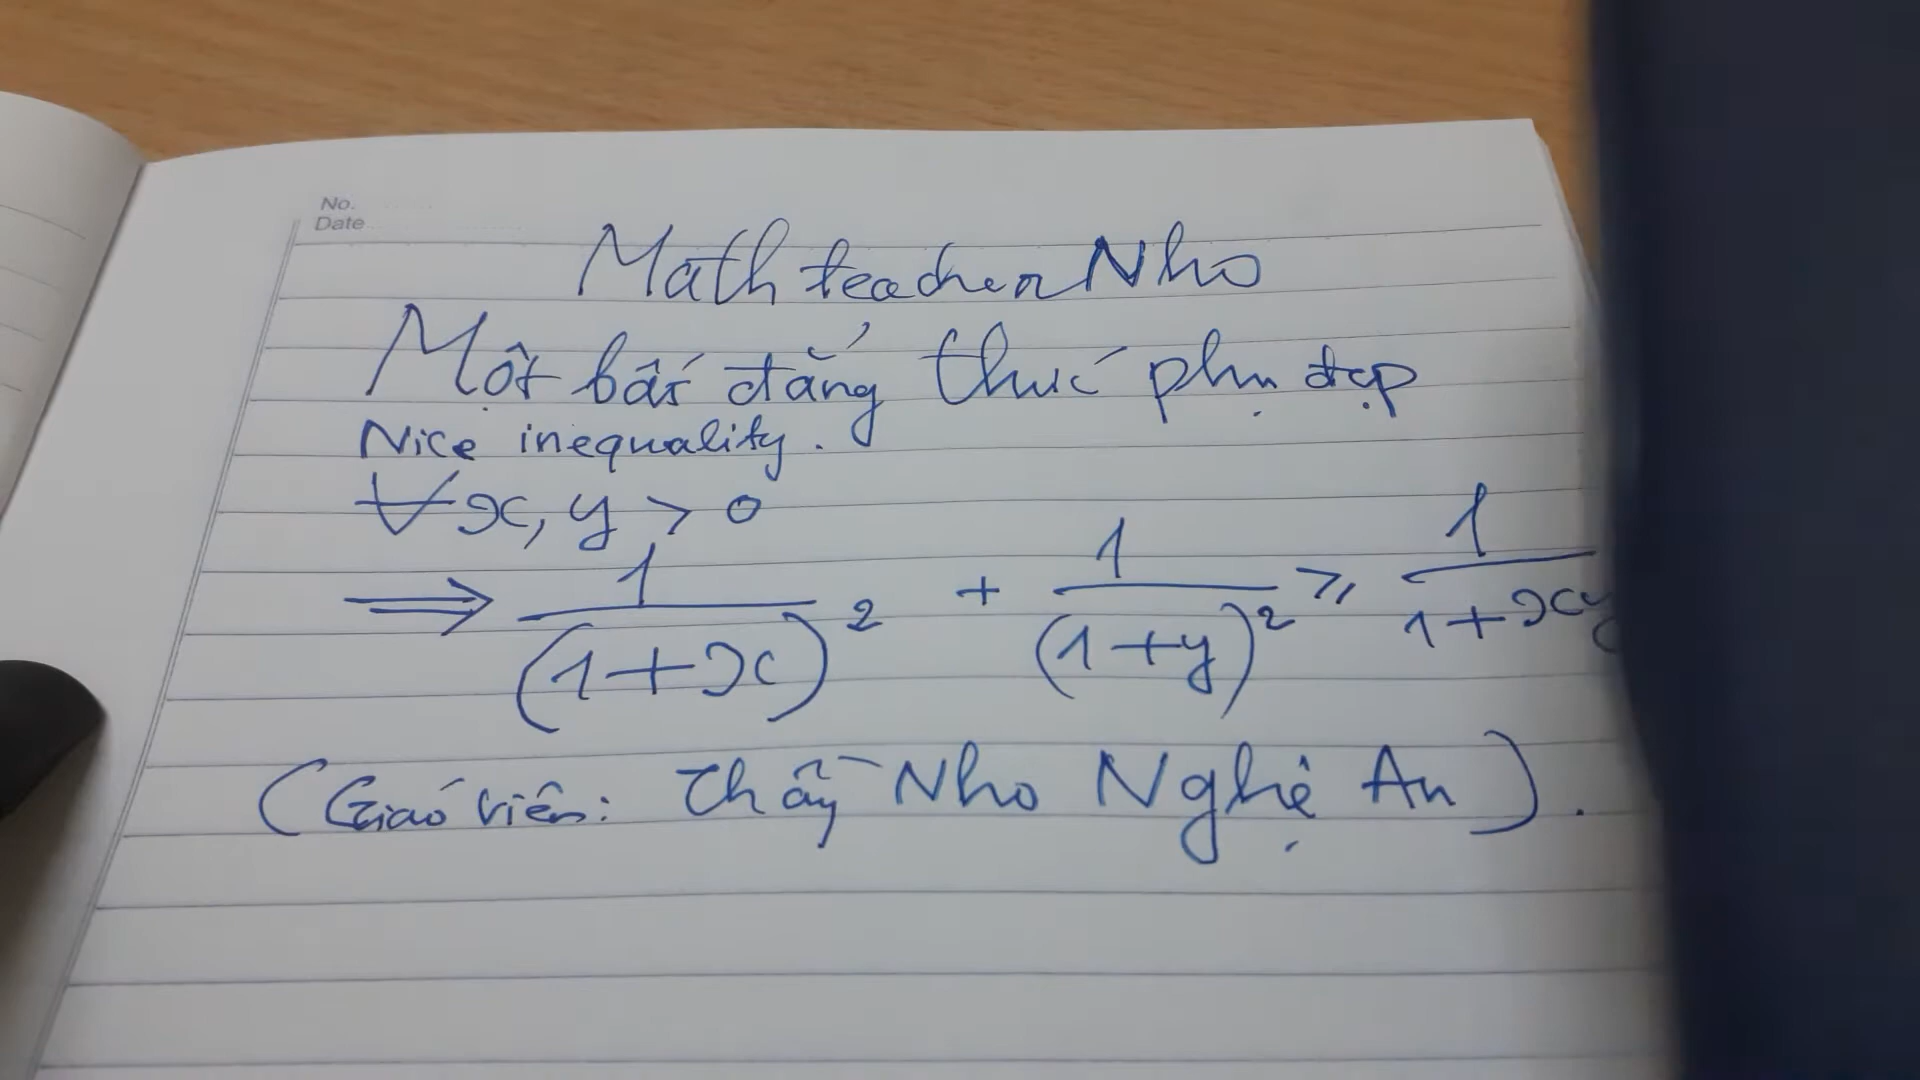 No.
Date
Math teacher Nho
Một bất đẳng thức phụ đẹp
Nice inequality.
∀x, y > 0
⟹ 1/(1+x)² + 1/(1+y)² ⩾ 1/(1+xy
(Giáo viên: Thầy Nho Nghệ An).